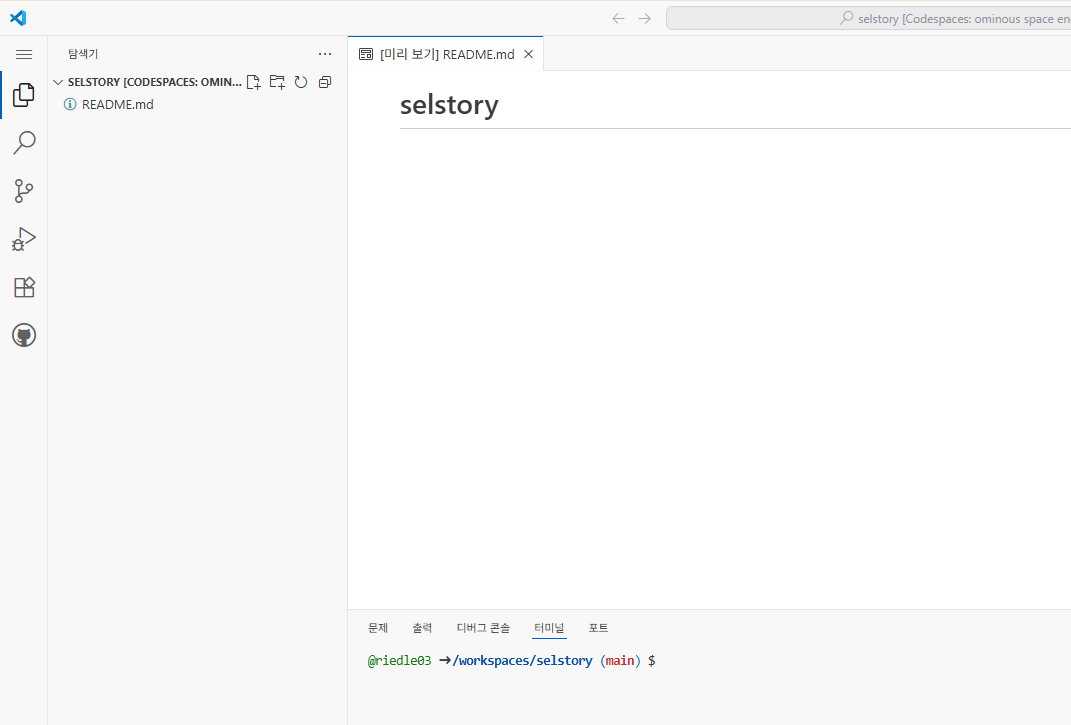 selstory [Codespaces: ominous space en
탐색기
[미리 보기] README.md
SELSTORY [CODESPACES: OMIN...
README.md
selstory
문제 출력 디버그 콘솔 터미널 포트
@riedle03 →/workspaces/selstory (main) $